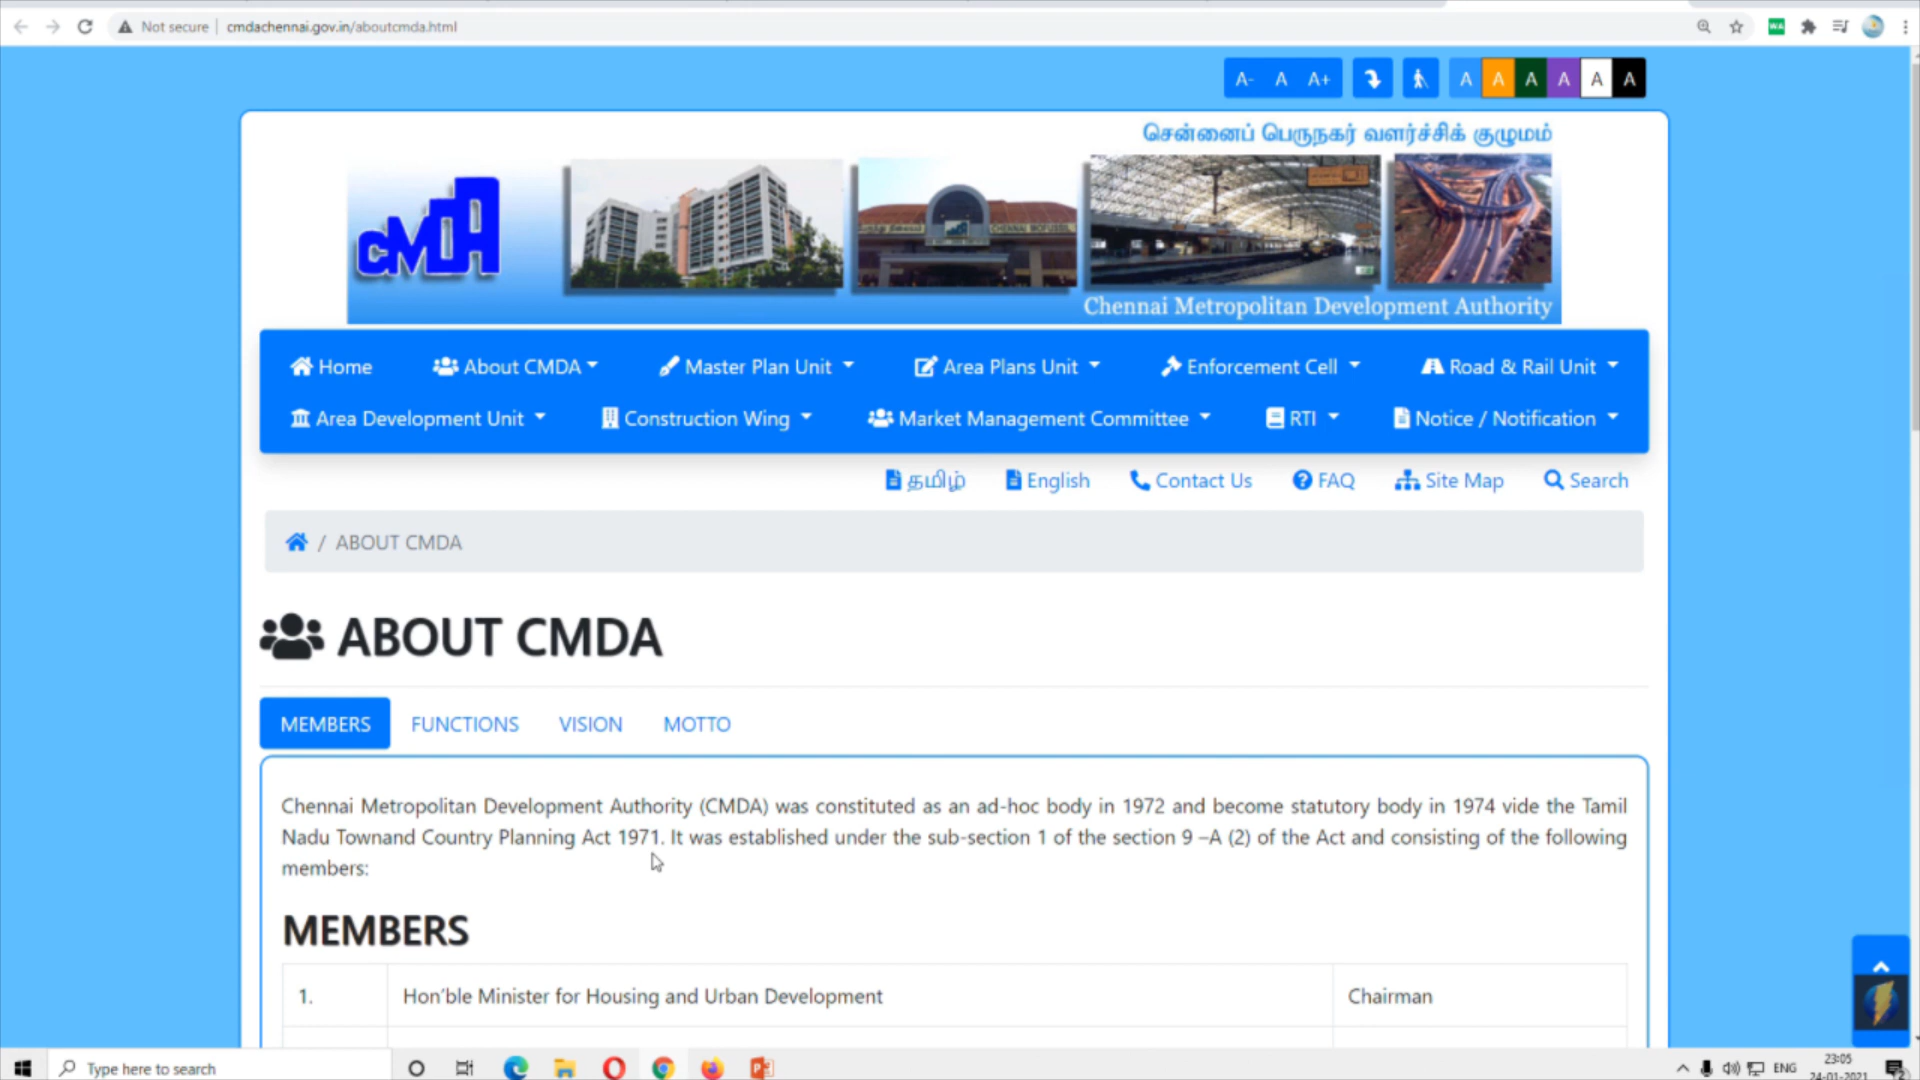 Not secure | cmdachennai.gov.in/aboutcmda.html
A- A A+ A A A A A A
சென்னைப் பெருநகர் வளர்ச்சிக் குழுமம்
CMDA
Chennai Metropolitan Development Authority
Home About CMDA Master Plan Unit Area Plans Unit Enforcement Cell Road & Rail Unit
Area Development Unit Construction Wing Market Management Committee RTI Notice / Notification
தமிழ் English Contact Us FAQ Site Map Search
/ ABOUT CMDA
ABOUT CMDA
MEMBERS FUNCTIONS VISION MOTTO
Chennai Metropolitan Development Authority (CMDA) was constituted as an ad-hoc body in 1972 and become statutory body in 1974 vide the Tamil
Nadu Townand Country Planning Act 1971. It was established under the sub-section 1 of the section 9 –A (2) of the Act and consisting of the following
members:
MEMBERS
1. Hon'ble Minister for Housing and Urban Development Chairman
Type here to search
ENG
23:05
24-01-2021